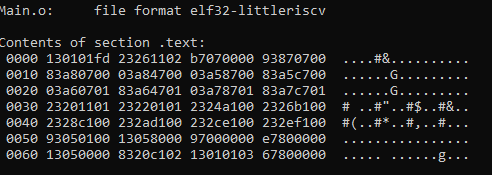 Main.o:     file format elf32-littleriscv

Contents of section .text:
 0000 130101fd 23261102 b7070000 93870700  ....#&..........
 0010 83a80700 03a84700 03a58700 83a5c700  ......G.........
 0020 03a60701 83a64701 03a78701 83a7c701  ......G.........
 0030 23201101 23220101 2324a100 2326b100  # ..#"..#$..#&..
 0040 2328c100 232ad100 232ce100 232ef100  #(..#*..#,..#...
 0050 93050100 13058000 97000000 e7800000  ................
 0060 13050000 8320c102 13010103 67800000  ..... ......g...